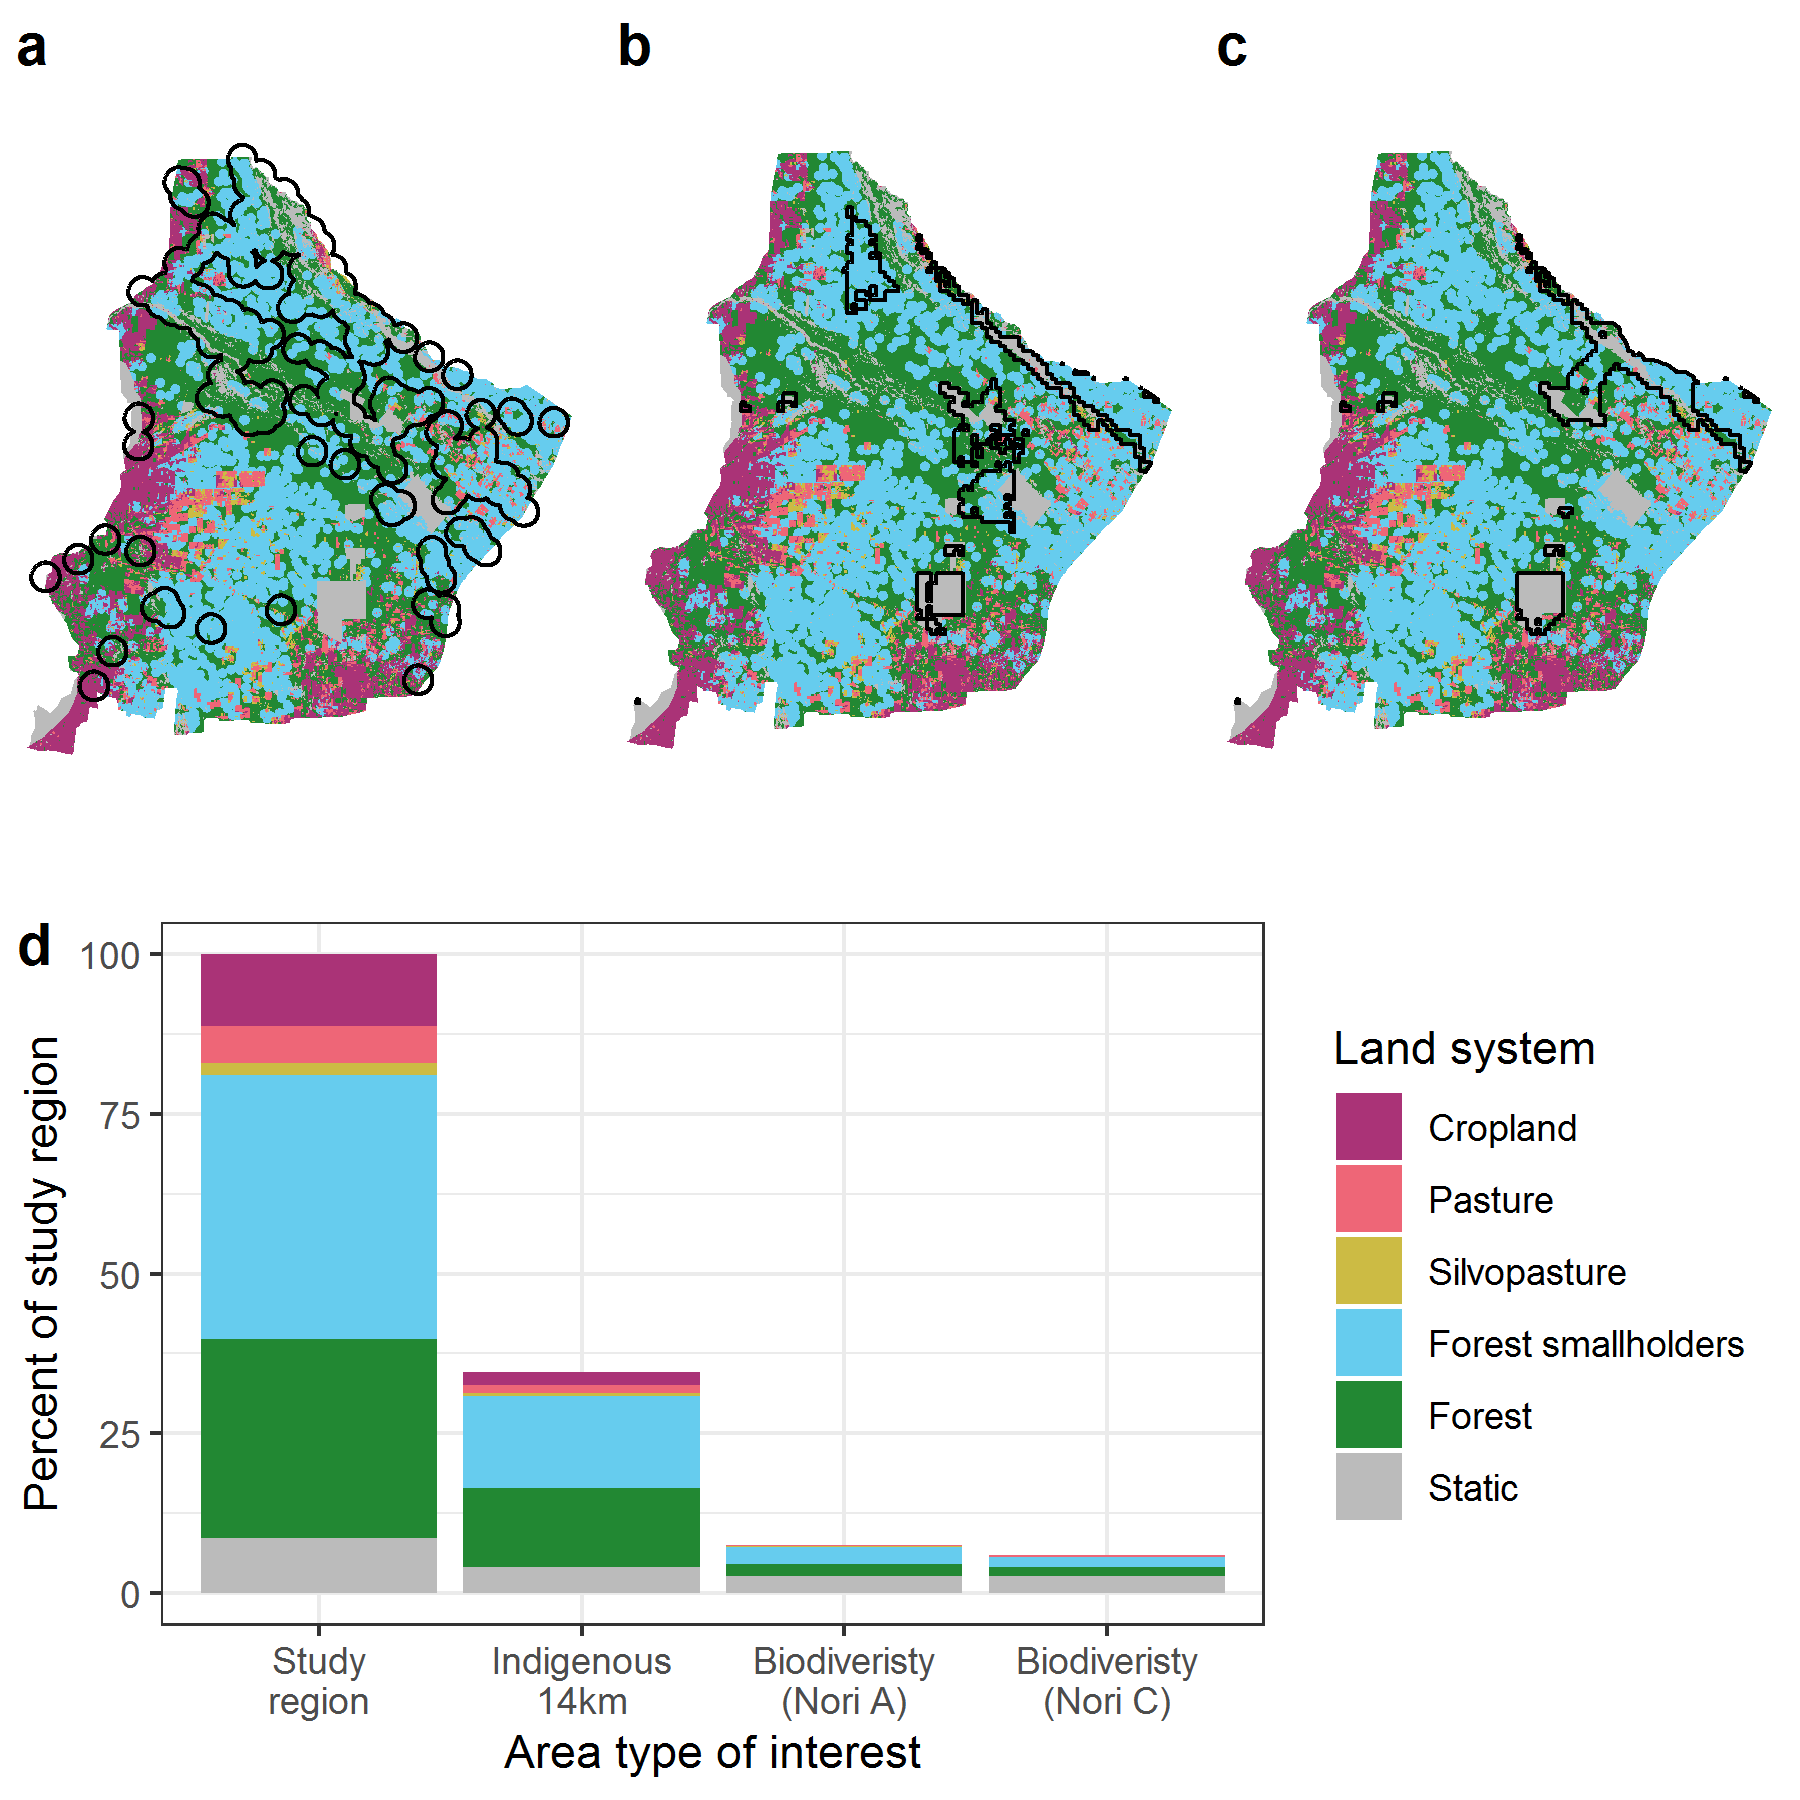 a
b
c
d
100
75
50
25
0
Percent of study region
Study
region
Indigenous
14km
Biodiveristy
(Nori A)
Biodiveristy
(Nori C)
Area type of interest
Land system
Cropland
Pasture
Silvopasture
Forest smallholders
Forest
Static